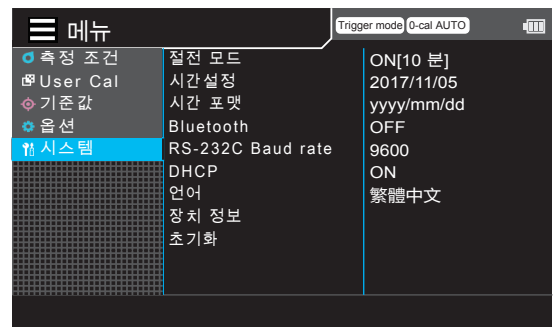 메뉴
Trigger mode 0-cal AUTO
측정 조건
User Cal
기준값
옵션
시스템
절전 모드 ON[10 분]
시간설정 2017/11/05
시간 포맷 yyyy/mm/dd
Bluetooth OFF
RS-232C Baud rate 9600
DHCP ON
언어 繁體中文
장치 정보
초기화